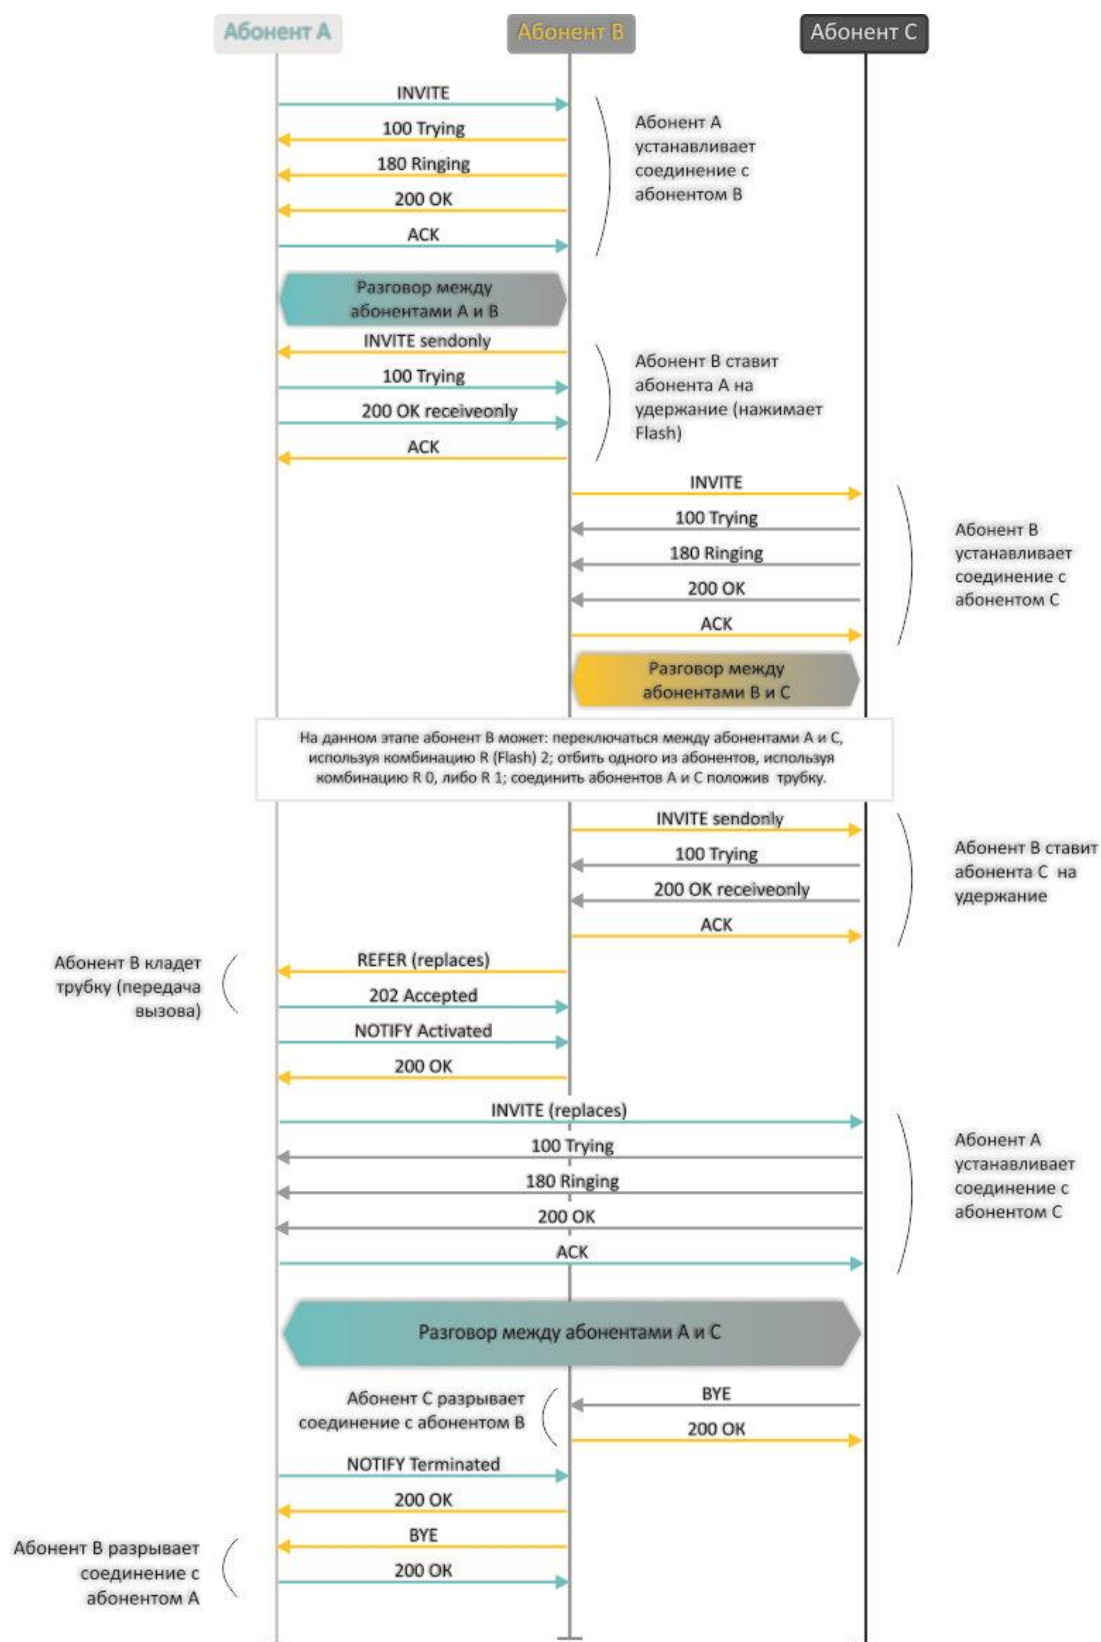 Абонент А
Абонент В
Абонент С
INVITE
100 Trying
180 Ringing
200 OK
ACK
Абонент А
устанавливает
соединение с
абонентом В
Разговор между
абонентами А и В
INVITE sendonly
100 Trying
200 OK receiveonly
ACK
Абонент В ставит
абонента А на
удержание (нажимает
Flash)
INVITE
100 Trying
180 Ringing
200 OK
ACK
Абонент В
устанавливает
соединение с
абонентом С
Разговор между
абонентами В и С
На данном этапе абонент В может: переключаться между абонентами А и С,
используя комбинацию R (Flash) 2; отбить одного из абонентов, используя
комбинацию R 0, либо R 1; соединить абонентов А и С положив трубку.
INVITE sendonly
100 Trying
200 OK receiveonly
ACK
Абонент В ставит
абонента С на
удержание
Абонент В кладет
трубку (передача
вызова)
REFER (replaces)
202 Accepted
NOTIFY Activated
200 OK
INVITE (replaces)
100 Trying
180 Ringing
200 OK
ACK
Абонент А
устанавливает
соединение с
абонентом С
Разговор между абонентами А и С
Абонент С разрывает
соединение с абонентом В
BYE
200 OK
NOTIFY Terminated
200 OK
BYE
200 OK
Абонент В разрывает
соединение с
абонентом А